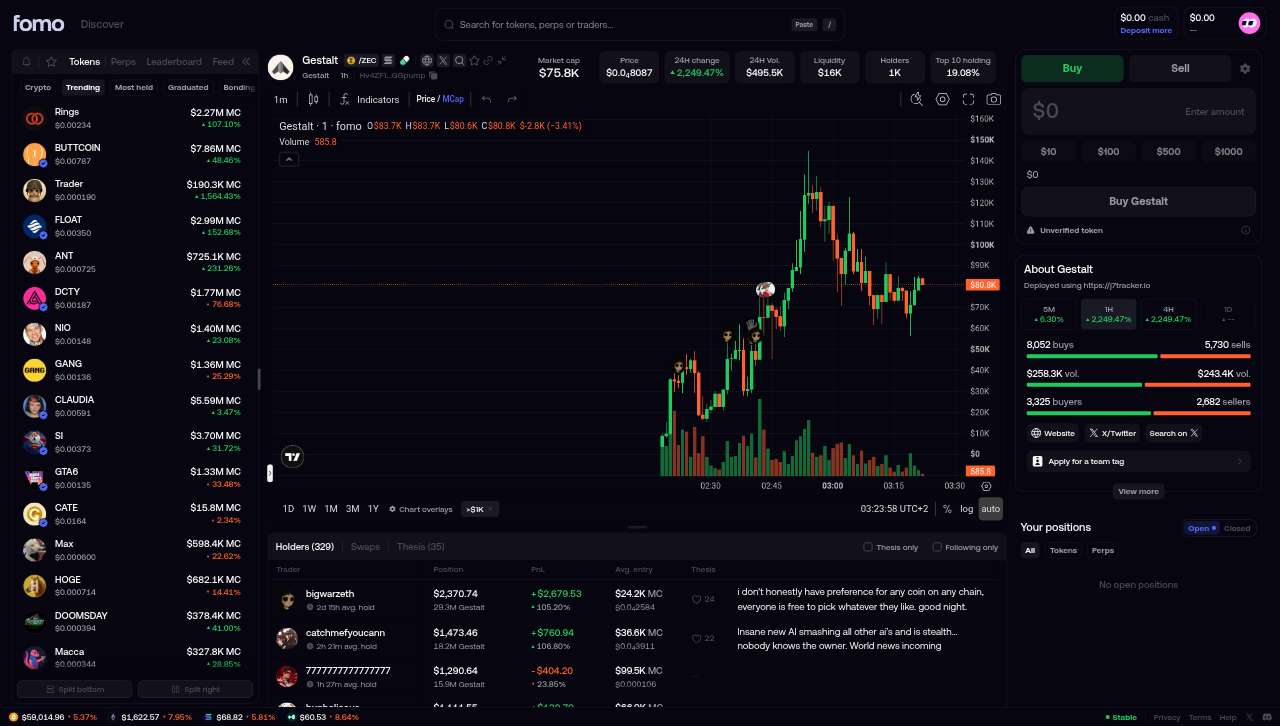 fomo Discover
Search for tokens, perps or traders... Paste /
$0.00 cash
Deposit more
$0.00
—
Tokens Perps Leaderboard Feed
Crypto Trending Most held Graduated Bonding
Rings $2.27M MC
$0.00234 107.10%
BUTTCOIN $7.86M MC
$0.00787 48.46%
Trader $190.3K MC
$0.000190 1,564.43%
FLOAT $2.99M MC
$0.00350 152.68%
ANT $725.1K MC
$0.000725 231.26%
DCTY $1.77M MC
$0.00187 76.68%
NIO $1.40M MC
$0.00148 23.08%
GANG $1.36M MC
$0.00136 25.29%
CLAUDIA $5.59M MC
$0.00591 3.47%
SI $3.70M MC
$0.00373 31.72%
GTA6 $1.33M MC
$0.00135 33.48%
CATE $15.8M MC
$0.0164 2.34%
Max $598.4K MC
$0.000600 22.62%
HOGE $682.1K MC
$0.000714 14.41%
DOOMSDAY $378.4K MC
$0.000394 41.00%
Macca $327.8K MC
$0.000344 28.85%
Split bottom Split right
Gestalt /ZEC
Gestalt 1h Hv4ZF1...GGpump
Market cap
$75.8K
Price
$0.0₄8087
24H change
2,249.47%
24H Vol.
$495.5K
Liquidity
$16K
Holders
1K
Top 10 holding
19.08%
1m Indicators Price / MCap
Gestalt · 1 · fomo O$83.7K H$83.7K L$80.6K C$80.8K $-2.8K (−3.41%)
Volume 585.8
$160K
$150K
$140K
$130K
$120K
$110K
$100K
$90K
$80.8K
$70K
$60K
$50K
$40K
$30K
$20K
$10K
$0
$85.8
02:30 02:45 03:00 03:15 03:30
1D 1W 1M 3M 1Y Chart overlays >$1K 03:23:58 UTC+2 % log auto
Holders (329) Swaps Thesis (35) Thesis only Following only
Trader Position PnL Avg. entry Thesis
bigwarzeth $2,370.74 +$2,679.53 $24.2K MC
2d 15h avg. hold 29.3M Gestalt 105.20% $0.0₄2584
24
i don't honestly have preference for any coin on any chain,
everyone is free to pick whatever they like. good night.
catchmefyoucann $1,473.46 +$760.94 $36.6K MC
2h 21m avg. hold 18.2M Gestalt 106.80% $0.0₄3911
22
Insane new AI smashing all other ai's and is stealth...
nobody knows the owner. World news incoming
7777777777777777 $1,290.64 -$404.20 $99.5K MC
1h 27m avg. hold 15.9M Gestalt 23.85% $0.000106
Buy Sell
$0 Enter amount
$10 $100 $500 $1000
$0
Buy Gestalt
Unverified token
About Gestalt
Deployed using https://j7tracker.io
5M 1H 4H 1D
6.30% 2,249.47% 2,249.47% --
8,052 buys 5,730 sells
$258.3K vol. $243.4K vol.
3,325 buyers 2,682 sellers
Website X/Twitter Search on X
Apply for a team tag
View more
Your positions Open Closed
All Tokens Perps
No open positions
$59,014.96 5.37% $1,622.57 7.95% $68.82 5.81% $60.53 8.64%
Stable Privacy Terms Help